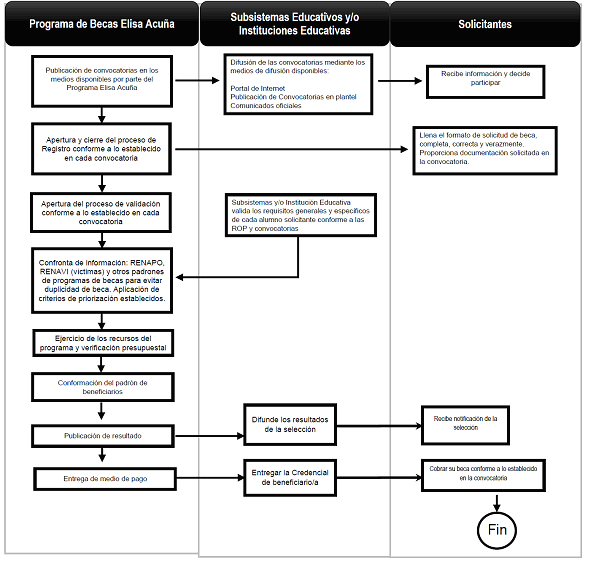 Programa de Becas Elisa Acuña
Subsistemas Educativos y/o
Instituciones Educativas
Solicitantes
Publicación de convocatorias en los
medios disponibles por parte del
Programa Elisa Acuña
Difusión de las convocatorias mediante los
medios de difusión disponibles:
Portal de Internet
Publicación de Convocatorias en plantel
Comunicados oficiales
Recibe información y decide
participar
Apertura y cierre del proceso de
Registro conforme a lo establecido
en cada convocatoria
Llena el formato de solicitud de beca,
completa, correcta y verazmente.
Proporciona documentación solicitada en
la convocatoria.
Apertura del proceso de validación
conforme a lo establecido en cada
convocatoria
Subsistemas y/o Institución Educativa
valida los requisitos generales y específicos
de cada alumno solicitante conforme a las
ROP y convocatorias
Confronta de Información: RENAPO,
RENAVI (víctimas) y otros padrones
de programas de becas para evitar
duplicidad de beca. Aplicación de
criterios de priorización establecidos.
Ejercicio de los recursos del
programa y verificación presupuestal
Conformación del padrón de
beneficiarios
Publicación de resultado
Difunde los resultados
de la selección
Recibe notificación de la
selección
Entrega de medio de pago
Entregar la Credencial
de beneficiario/a
Cobrar su beca conforme a lo establecido
en la convocatoria
Fin